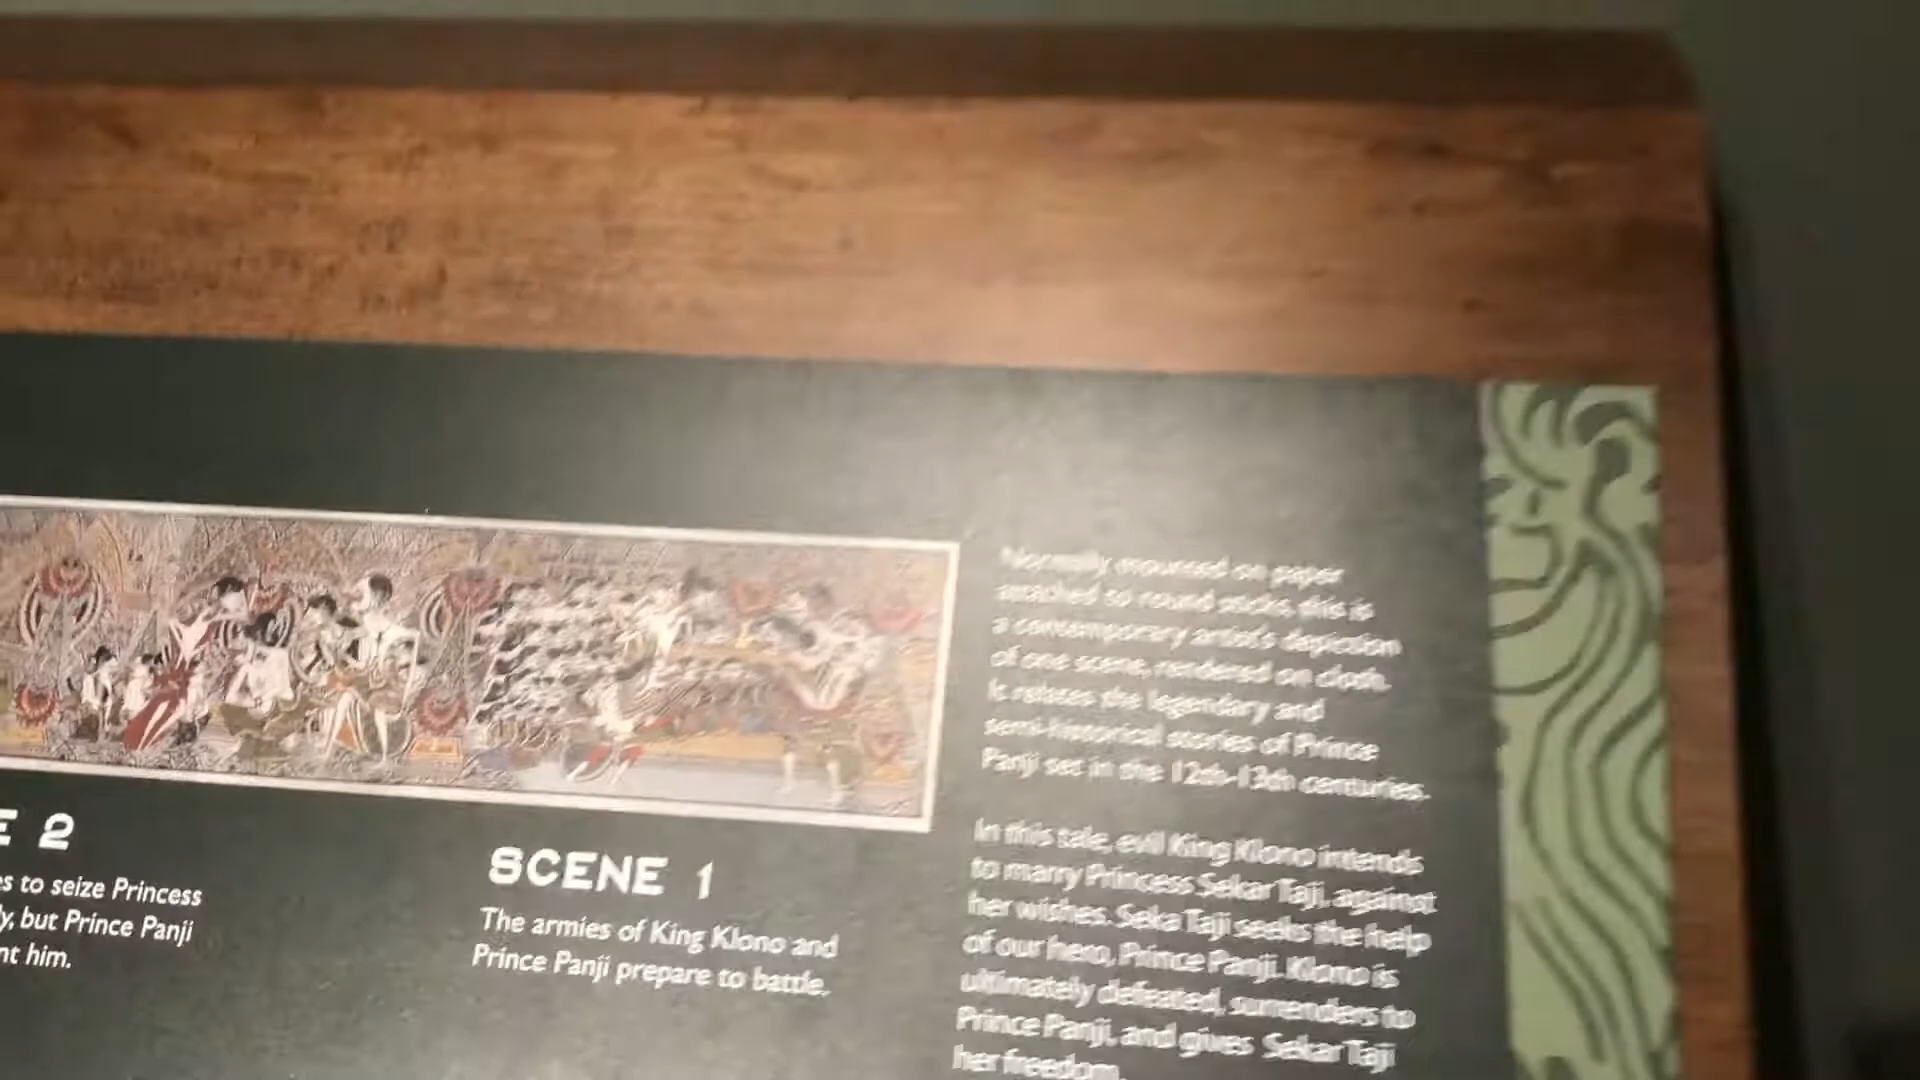 E 2
es to seize Princess
ly, but Prince Panji
nt him.
SCENE 1
The armies of King Klono and
Prince Panji prepare to battle.
Normally mounted on paper
attached to round sticks, this is
a contemporary artist's depiction
of one scene, rendered on cloth.
It relates the legendary and
semi-historical stories of Prince
Panji set in the 12th-13th centuries.
In this tale, evil King Klono intends
to marry Princess Sekar Taji, against
her wishes. Seka Taji seeks the help
of our hero, Prince Panji. Klono is
ultimately defeated, surrenders to
Prince Panji, and gives Sekar Taji
her freedom.